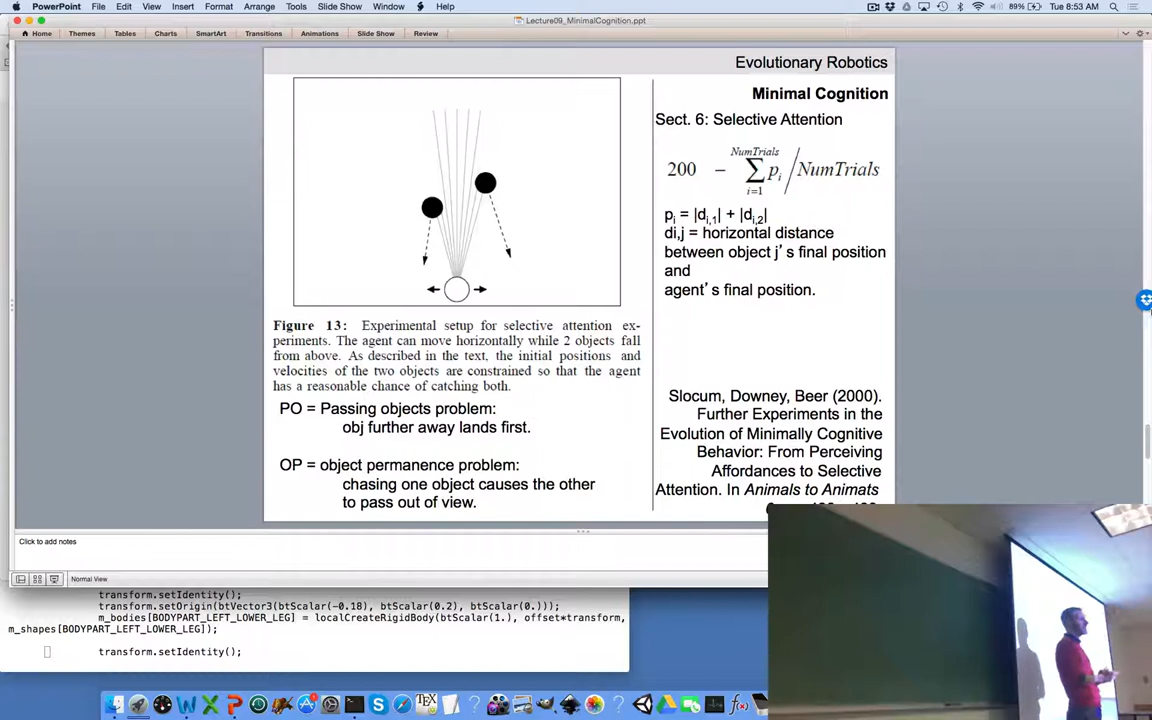 PowerPoint File Edit View Insert Format Arrange Tools Slide Show Window Help 89% Tue 8:53 AM
Lecture09_MinimalCognition.ppt
Home Themes Tables Charts SmartArt Transitions Animations Slide Show Review
Evolutionary Robotics
Minimal Cognition
Sect. 6: Selective Attention
200 − NumTrials ∑ i=1 p_i / NumTrials
p_i = |d_i,1| + |d_i,2|
di,j = horizontal distance
between object j's final position
and
agent's final position.
Figure 13: Experimental setup for selective attention ex-
periments. The agent can move horizontally while 2 objects fall
from above. As described in the text, the initial positions and
velocities of the two objects are constrained so that the agent
has a reasonable chance of catching both.
PO = Passing objects problem:
obj further away lands first.
OP = object permanence problem:
chasing one object causes the other
to pass out of view.
Slocum, Downey, Beer (2000).
Further Experiments in the
Evolution of Minimally Cognitive
Behavior: From Perceiving
Affordances to Selective
Attention. In Animals to Animats
Click to add notes
Normal View
transform.setIdentity();
transform.setOrigin(btVector3(btScalar(-0.18), btScalar(0.2), btScalar(0.)));
m_bodies[BODYPART_LEFT_LOWER_LEG] = localCreateRigidBody(btScalar(1.), offset*transform,
m_shapes[BODYPART_LEFT_LOWER_LEG]);
transform.setIdentity();